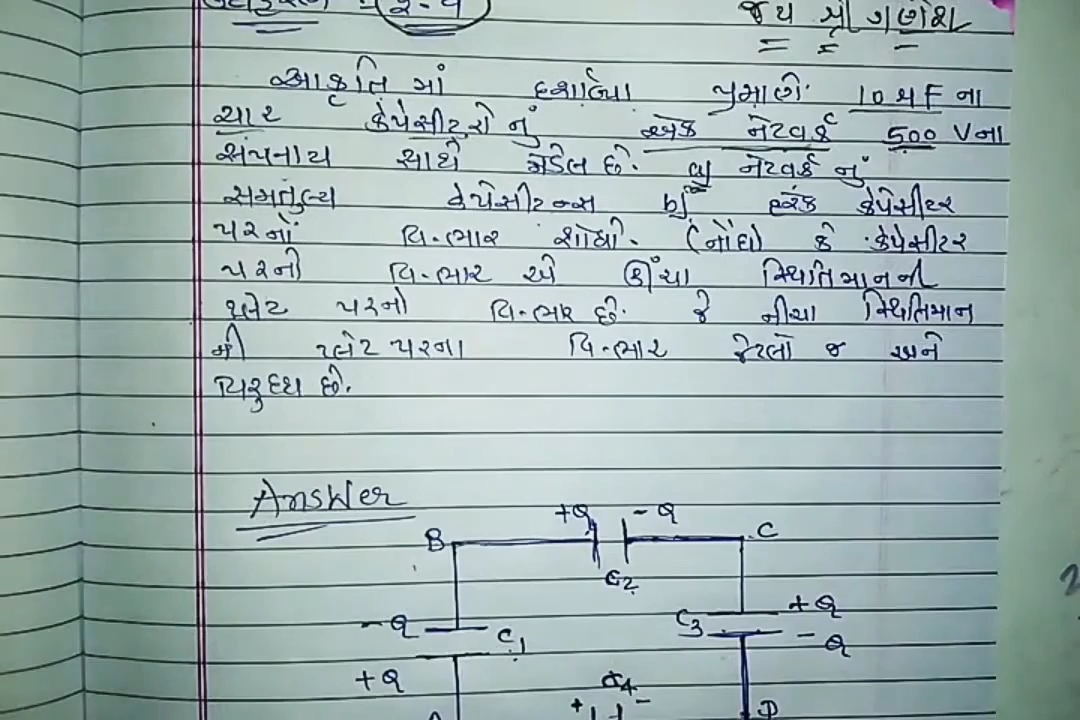 ઉદાહરણ : 2.9
જય શ્રી ગણેશ
આકૃતિ માં દર્શાવ્યા પ્રમાણે 10 μF ના
ચાર કેપેસીટરો નું એક નેટવર્ક 500 V ના
સપ્લાય સાથે જોડેલ છે. a) નેટવર્ક નું
સમતુલ્ય કેપેસીટન્સ b) દરેક કેપેસીટર
પરનો વિ.ભાર શોધો. (નોંધો કે કેપેસીટર
પરનો વિ.ભાર એ ઊંચા સ્થિતિમાનની
પ્લેટ પરનો વિ.ભાર છે. જે નીચા સ્થિતિમાન
ની પ્લેટ પરના વિ.ભાર જેટલો જ અને
વિરુધ્ધ છે.
Answer
+Q -Q
B C
C2
-Q C1 C3 +Q
-Q
+Q C4
+ -
A D